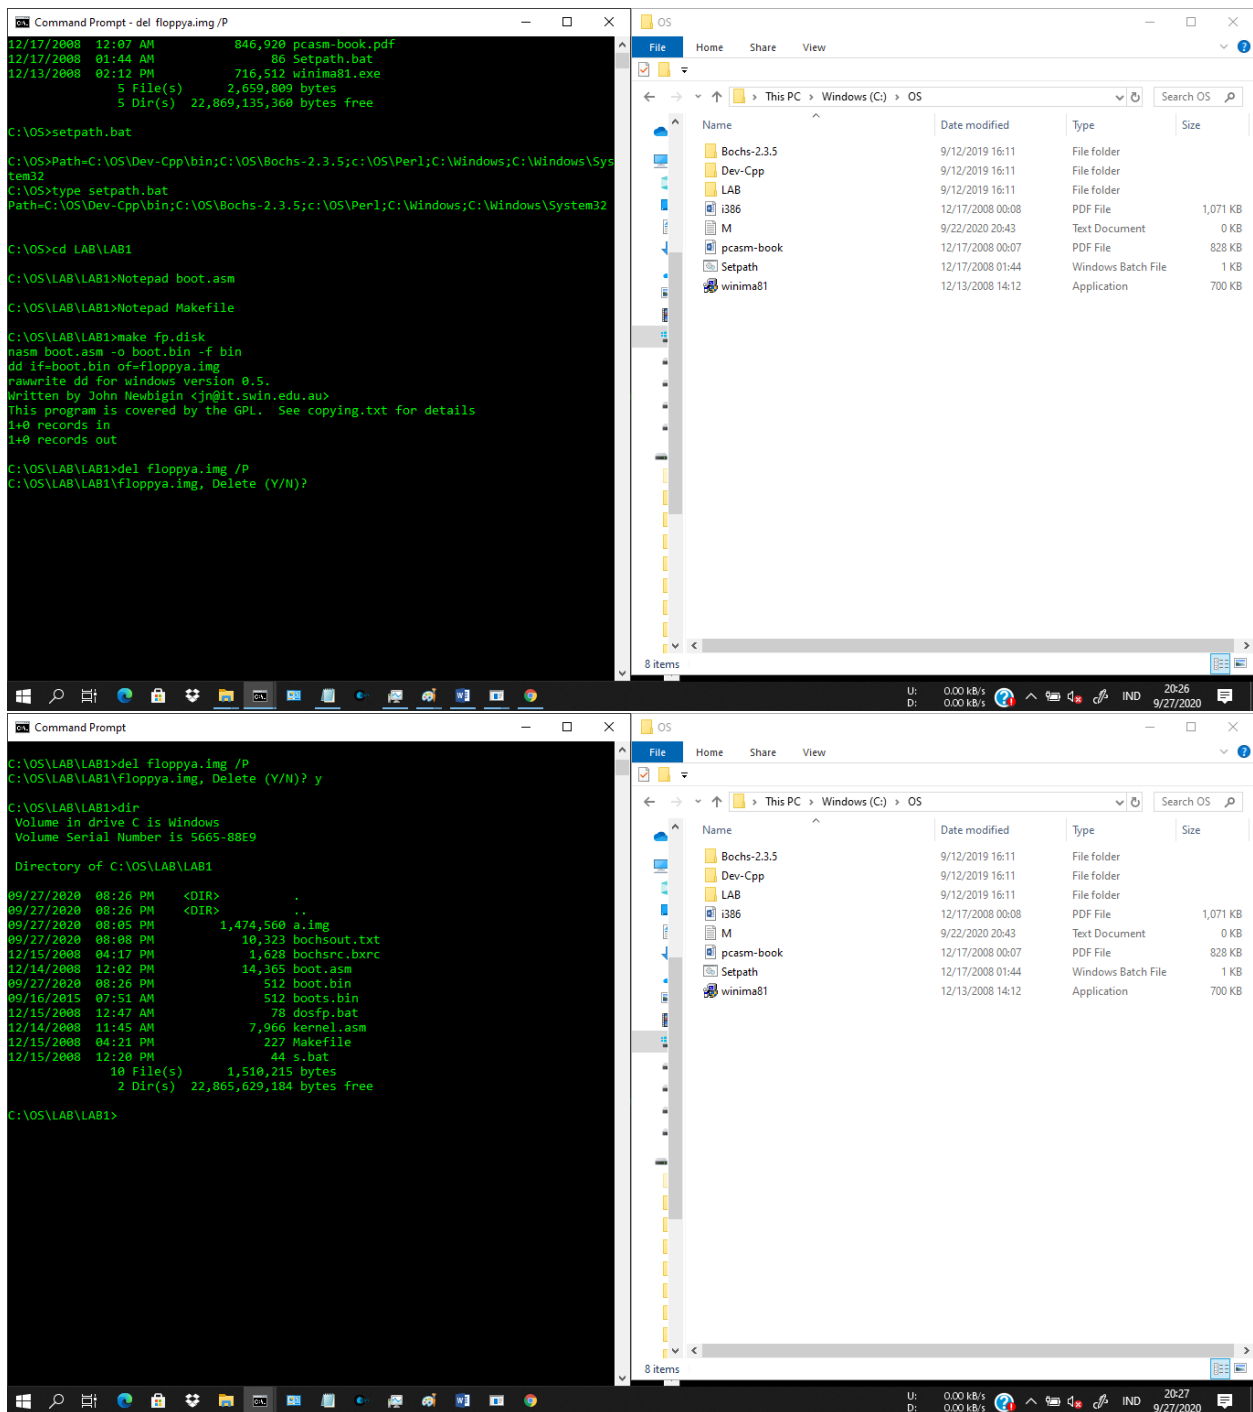 Command Prompt - del floppya.img /P
12/17/2008  12:07 AM           846,920 pcasm-book.pdf
12/17/2008  01:44 AM                86 Setpath.bat
12/13/2008  02:12 PM           716,512 winima81.exe
5 File(s)      2,659,809 bytes
5 Dir(s)  22,869,135,360 bytes free
C:\OS>setpath.bat
C:\OS>Path=C:\OS\Dev-Cpp\bin;C:\OS\Bochs-2.3.5;c:\OS\Perl;C:\Windows;C:\Windows\Sys
tem32
C:\OS>type setpath.bat
Path=C:\OS\Dev-Cpp\bin;C:\OS\Bochs-2.3.5;c:\OS\Perl;C:\Windows;C:\Windows\System32
C:\OS>cd LAB\LAB1
C:\OS\LAB\LAB1>Notepad boot.asm
C:\OS\LAB\LAB1>Notepad Makefile
C:\OS\LAB\LAB1>make fp.disk
nasm boot.asm -o boot.bin -f bin
dd if=boot.bin of=floppya.img
rawwrite dd for windows version 0.5.
Written by John Newbigin <jn@it.swin.edu.au>
This program is covered by the GPL.  See copying.txt for details
1+0 records in
1+0 records out
C:\OS\LAB\LAB1>del floppya.img /P
C:\OS\LAB\LAB1\floppya.img, Delete (Y/N)?
OS
File Home Share View
This PC > Windows (C:) > OS
Search OS
Name Date modified Type Size
Bochs-2.3.5 9/12/2019 16:11 File folder
Dev-Cpp 9/12/2019 16:11 File folder
LAB 9/12/2019 16:11 File folder
i386 12/17/2008 00:08 PDF File 1,071 KB
M 9/22/2020 20:43 Text Document 0 KB
pcasm-book 12/17/2008 00:07 PDF File 828 KB
Setpath 12/17/2008 01:44 Windows Batch File 1 KB
winima81 12/13/2008 14:12 Application 700 KB
8 items
U: 0.00 kB/s
D: 0.00 kB/s
IND
20:26
9/27/2020
Command Prompt
C:\OS\LAB\LAB1>del floppya.img /P
C:\OS\LAB\LAB1\floppya.img, Delete (Y/N)? y
C:\OS\LAB\LAB1>dir
Volume in drive C is Windows
Volume Serial Number is 5665-88E9
Directory of C:\OS\LAB\LAB1
09/27/2020  08:26 PM    <DIR>          .
09/27/2020  08:26 PM    <DIR>          ..
09/27/2020  08:05 PM         1,474,560 a.img
09/27/2020  08:08 PM            10,323 bochsout.txt
12/15/2008  04:17 PM             1,628 bochsrc.bxrc
12/14/2008  12:02 PM            14,365 boot.asm
09/27/2020  08:26 PM               512 boot.bin
09/16/2015  07:51 AM               512 boots.bin
12/15/2008  12:47 AM                78 dosfp.bat
12/14/2008  11:45 AM             7,966 kernel.asm
12/15/2008  04:21 PM               227 Makefile
12/15/2008  12:20 PM                44 s.bat
10 File(s)      1,510,215 bytes
2 Dir(s)  22,865,629,184 bytes free
C:\OS\LAB\LAB1>
OS
File Home Share View
This PC > Windows (C:) > OS
Search OS
Name Date modified Type Size
Bochs-2.3.5 9/12/2019 16:11 File folder
Dev-Cpp 9/12/2019 16:11 File folder
LAB 9/12/2019 16:11 File folder
i386 12/17/2008 00:08 PDF File 1,071 KB
M 9/22/2020 20:43 Text Document 0 KB
pcasm-book 12/17/2008 00:07 PDF File 828 KB
Setpath 12/17/2008 01:44 Windows Batch File 1 KB
winima81 12/13/2008 14:12 Application 700 KB
8 items
U: 0.00 kB/s
D: 0.00 kB/s
IND
20:27
9/27/2020